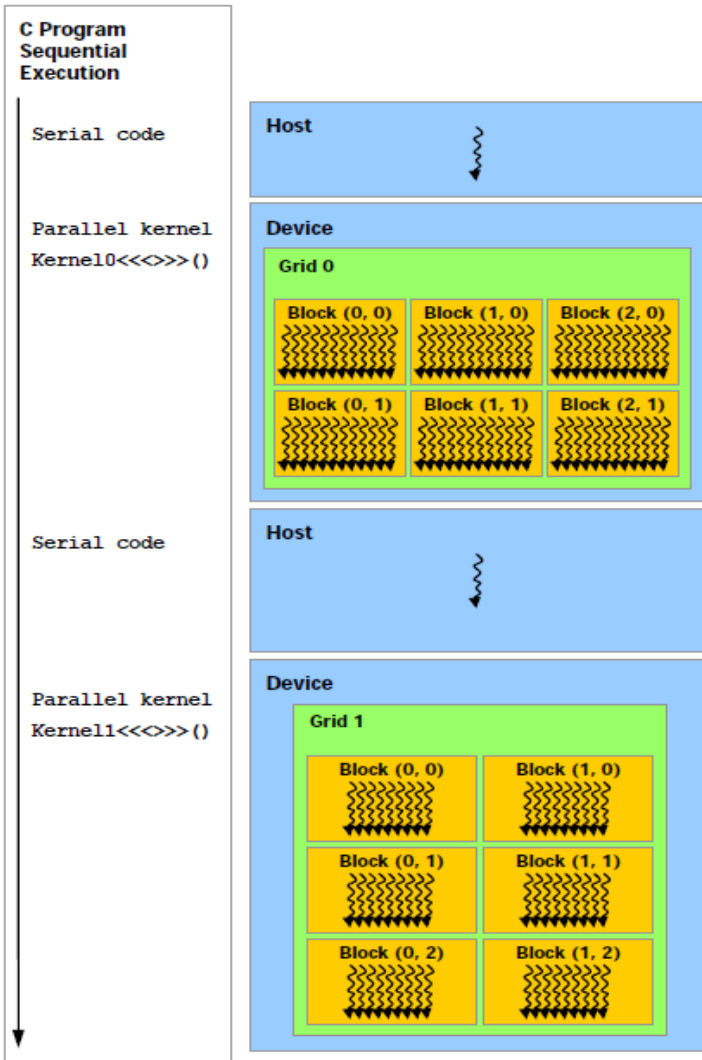 C Program
Sequential
Execution
Serial code
Host
Parallel kernel
Kernel0<<<>>>()
Device
Grid 0
Block (0, 0)
Block (1, 0)
Block (2, 0)
Block (0, 1)
Block (1, 1)
Block (2, 1)
Serial code
Host
Parallel kernel
Kernel1<<<>>>()
Device
Grid 1
Block (0, 0)
Block (1, 0)
Block (0, 1)
Block (1, 1)
Block (0, 2)
Block (1, 2)